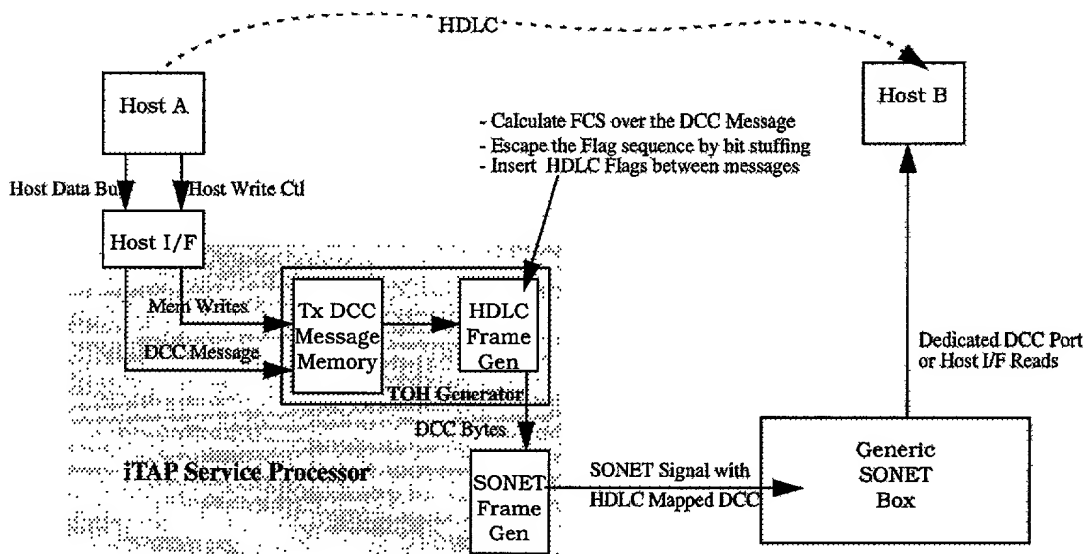 HDLC
Host A
Host B
- Calculate FCS over the DCC Message
- Escape the Flag sequence by bit stuffing
- Insert HDLC Flags between messages
Host Data Bu
Host Write Ctl
Host I/F
Mem Writes
Tx DCC
Message
Memory
HDLC
Frame
Gen
DCC Message
TOH Generator
Dedicated DCC Port
or Host I/F Reads
DCC Bytes
iTAP Service Processor
SONET
Frame
Gen
SONET Signal with
HDLC Mapped DCC
Generic
SONET
Box